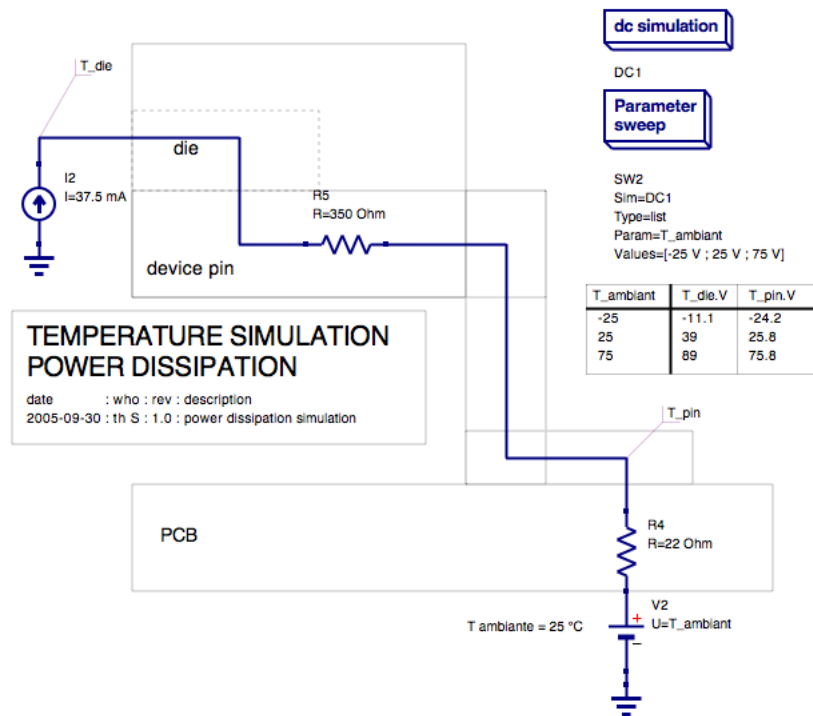 dc simulation
DC1
Parameter
sweep
SW2
Sim=DC1
Type=list
Param=T_ambiant
Values=[-25 V ; 25 V ; 75 V]
T_ambiant T_die.V T_pin.V
-25 -11.1 -24.2
25 39 25.8
75 89 75.8
T_die
die
I2
I=37.5 mA
R5
R=350 Ohm
device pin
TEMPERATURE SIMULATION
POWER DISSIPATION
date : who : rev : description
2005-09-30 : th S : 1.0 : power dissipation simulation
T_pin
PCB
R4
R=22 Ohm
T ambiante = 25 °C
V2
U=T_ambiant
+
−